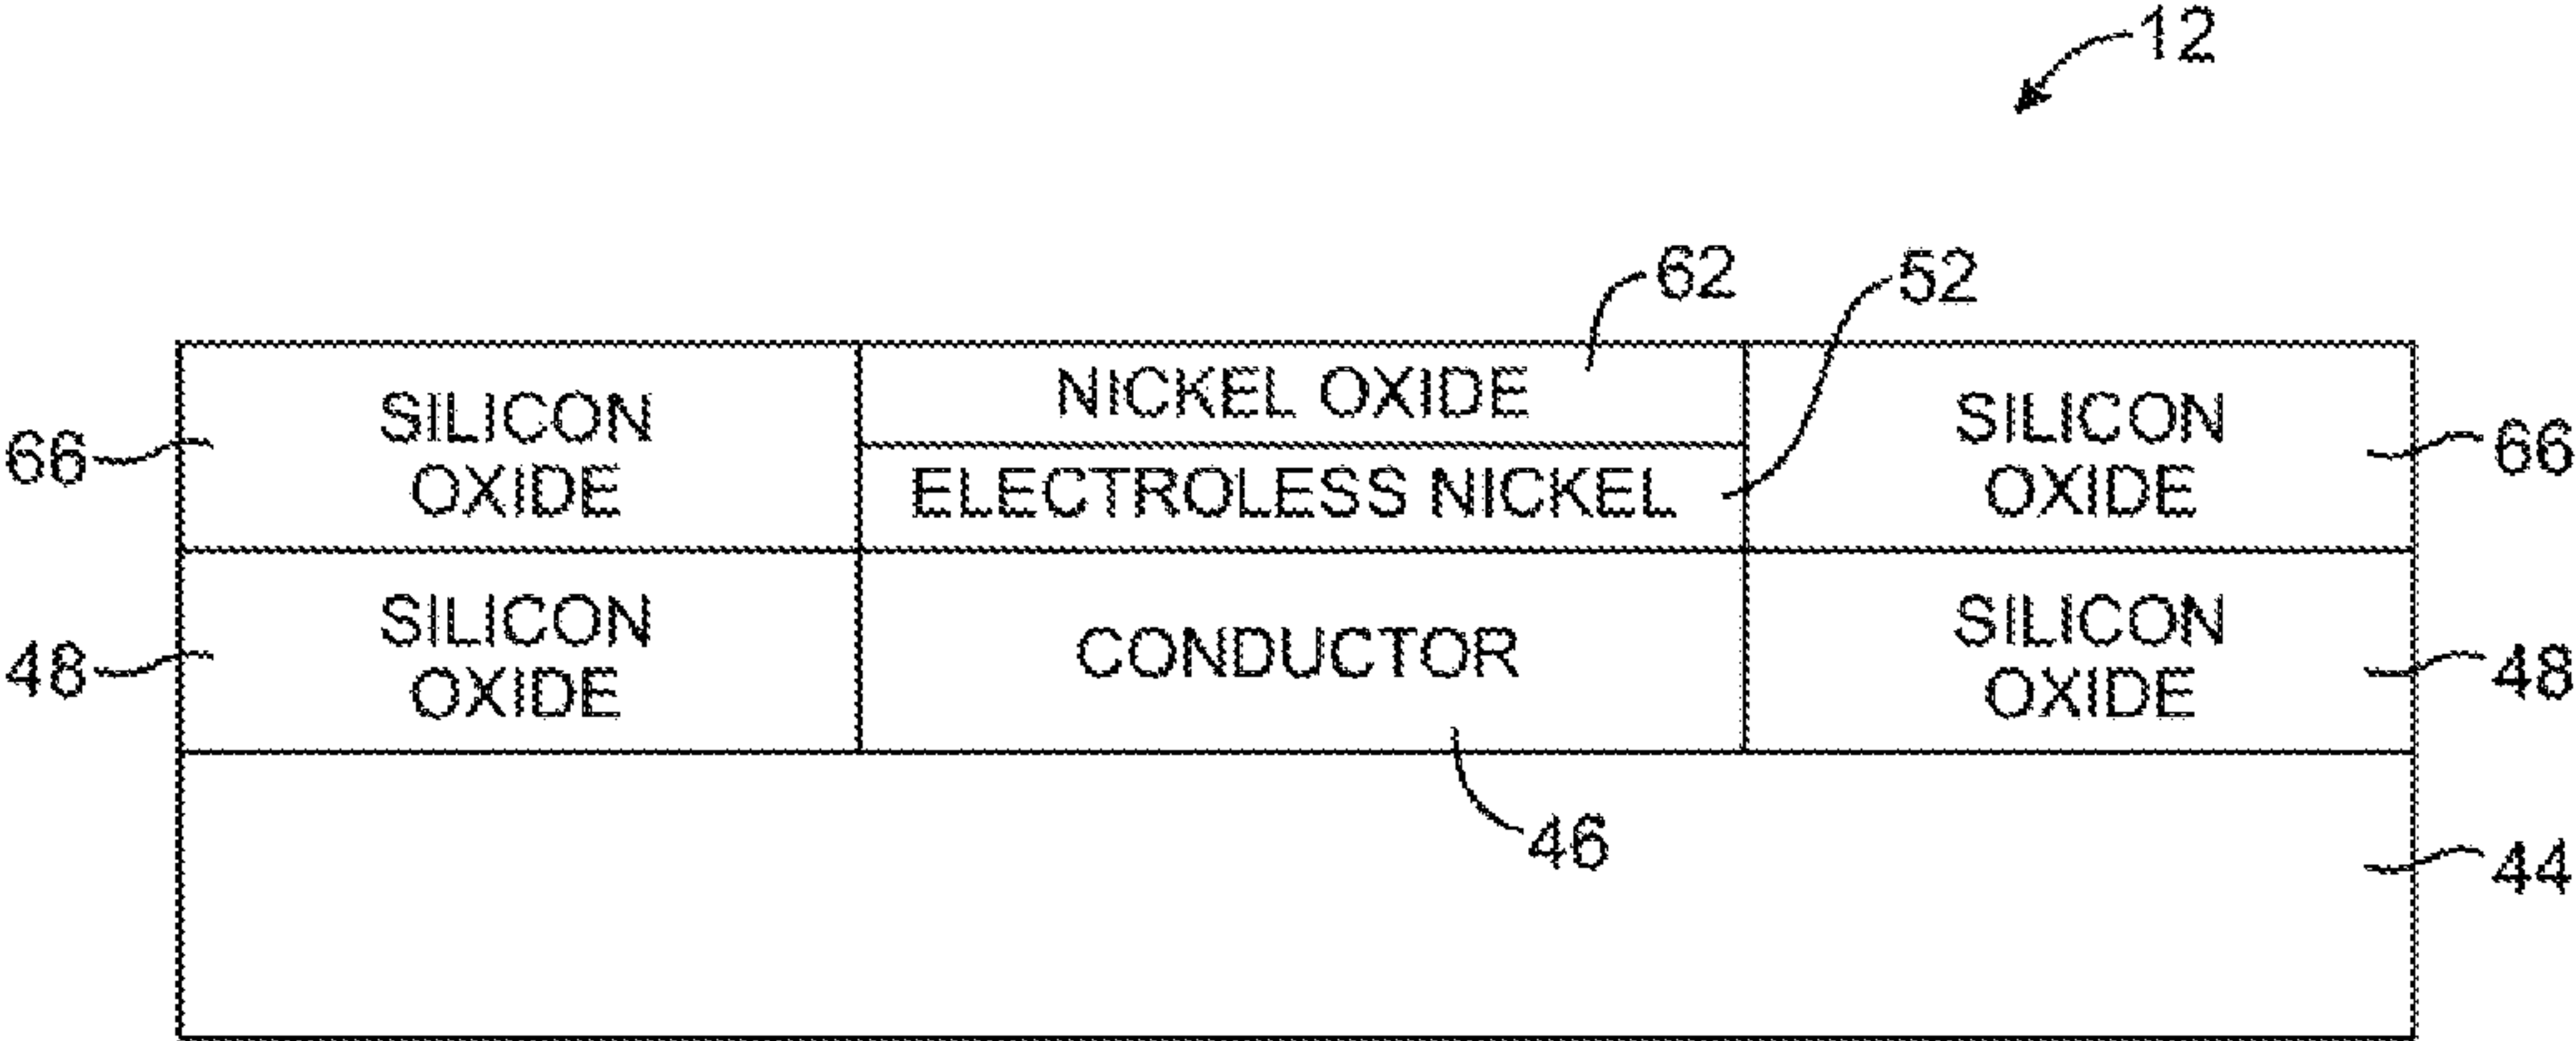 12
62
52
NICKEL OXIDE
SILICON
OXIDE
SILICON
OXIDE
66
66
ELECTROLESS NICKEL
SILICON
OXIDE
CONDUCTOR
SILICON
OXIDE
48
48
46
44